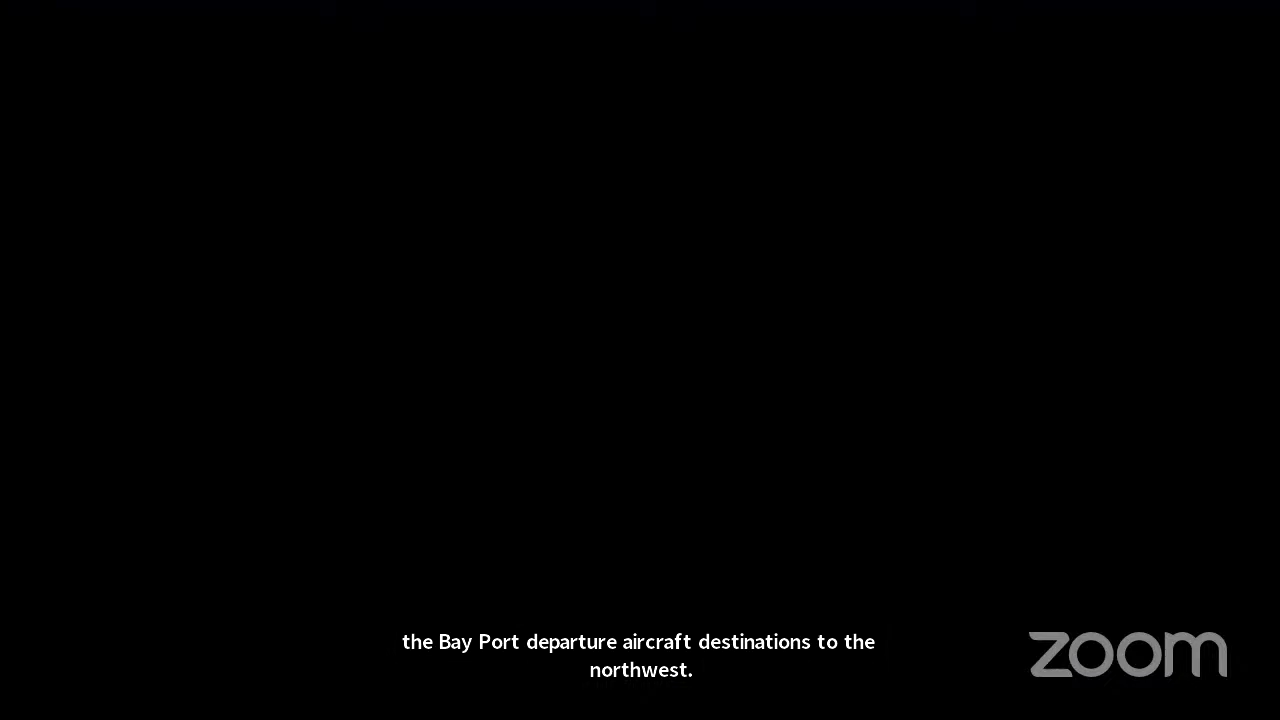 the Bay Port departure aircraft destinations to the
northwest.
zoom